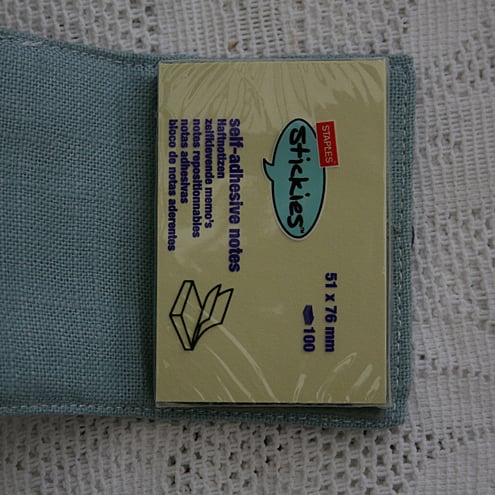 STAPLES
stickies™
self-adhesive notes
Haftnotizen
zelfklevende memo's
notes repositionnables
notas adhesivas
bloco de notas aderentes
51 x 76 mm
100